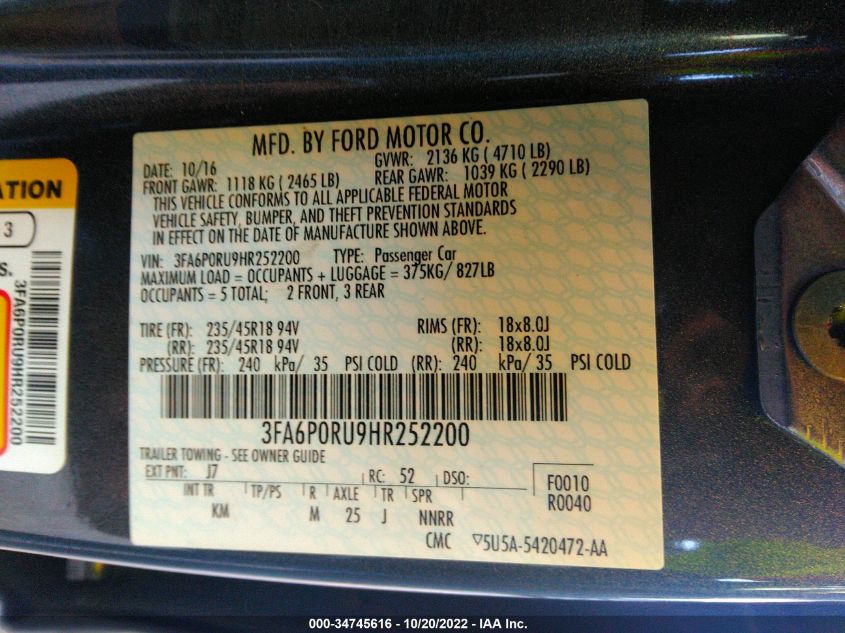 MFD. BY FORD MOTOR CO.
DATE: 10/16 GVWR: 2136 KG ( 4710 LB)
FRONT GAWR: 1118 KG ( 2465 LB) REAR GAWR: 1039 KG ( 2290 LB)
THIS VEHICLE CONFORMS TO ALL APPLICABLE FEDERAL MOTOR
VEHICLE SAFETY, BUMPER, AND THEFT PREVENTION STANDARDS
IN EFFECT ON THE DATE OF MANUFACTURE SHOWN ABOVE.
VIN: 3FA6P0RU9HR252200 TYPE: Passenger Car
MAXIMUM LOAD = OCCUPANTS + LUGGAGE = 375KG/ 827LB
OCCUPANTS = 5 TOTAL; 2 FRONT, 3 REAR
TIRE (FR): 235/45R18 94V RIMS (FR): 18x8.0J
(RR): 235/45R18 94V (RR): 18x8.0J
PRESSURE (FR): 240 kPa/ 35 PSI COLD (RR): 240 kPa/ 35 PSI COLD
3FA6P0RU9HR252200
TRAILER TOWING - SEE OWNER GUIDE
EXT PNT: J7 RC: 52 DSO: F0010
INT TR TP/PS R AXLE TR SPR R0040
KM M 25 J NNRR
CMC ▽5U5A-5420472-AA
ATION
3
S.
3FA6P0RU9HR252200
000-34745616 - 10/20/2022 - IAA Inc.